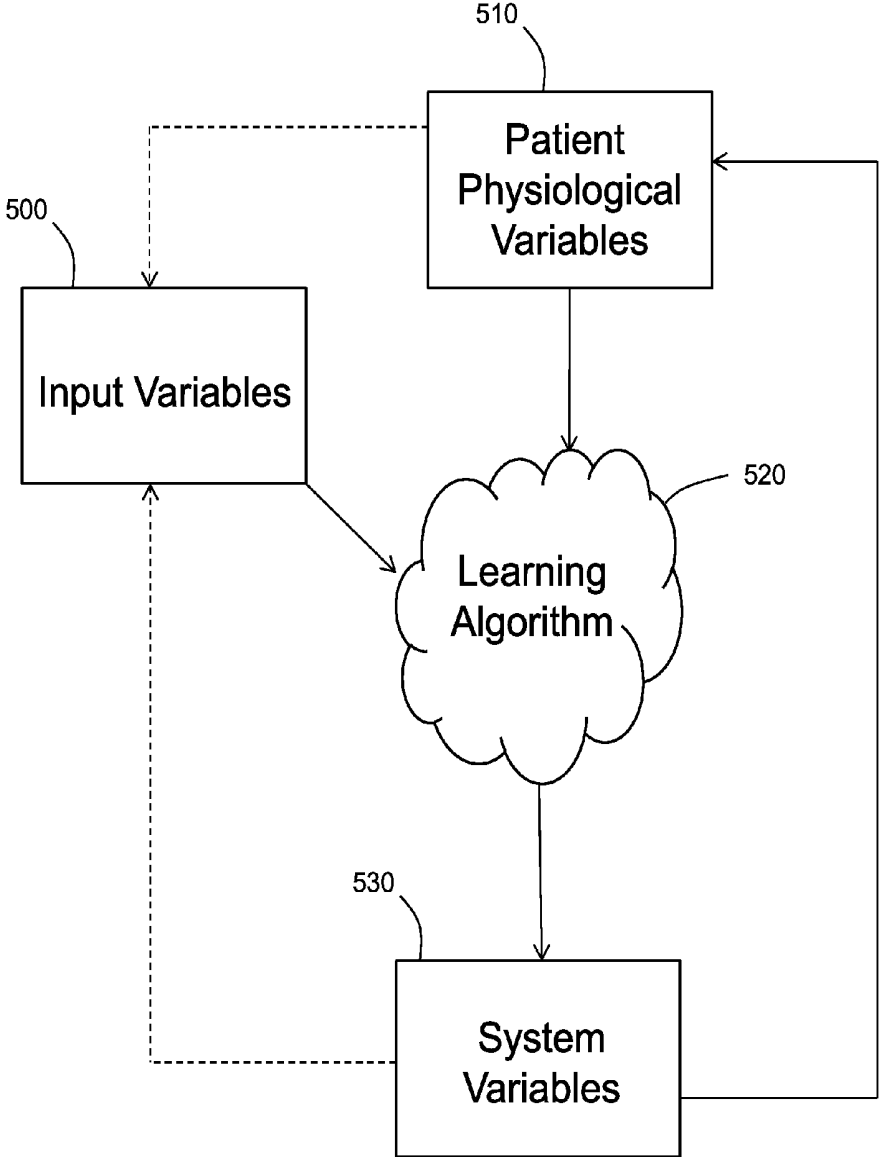 510
Patient
Physiological
Variables
500
Input Variables
520
Learning
Algorithm
530
System
Variables